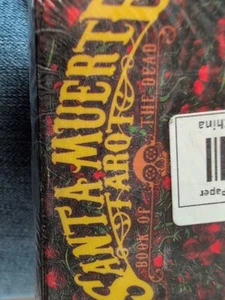 SANTA MUERTE
TAROT
BOOK OF THE DEAD
Paper
China